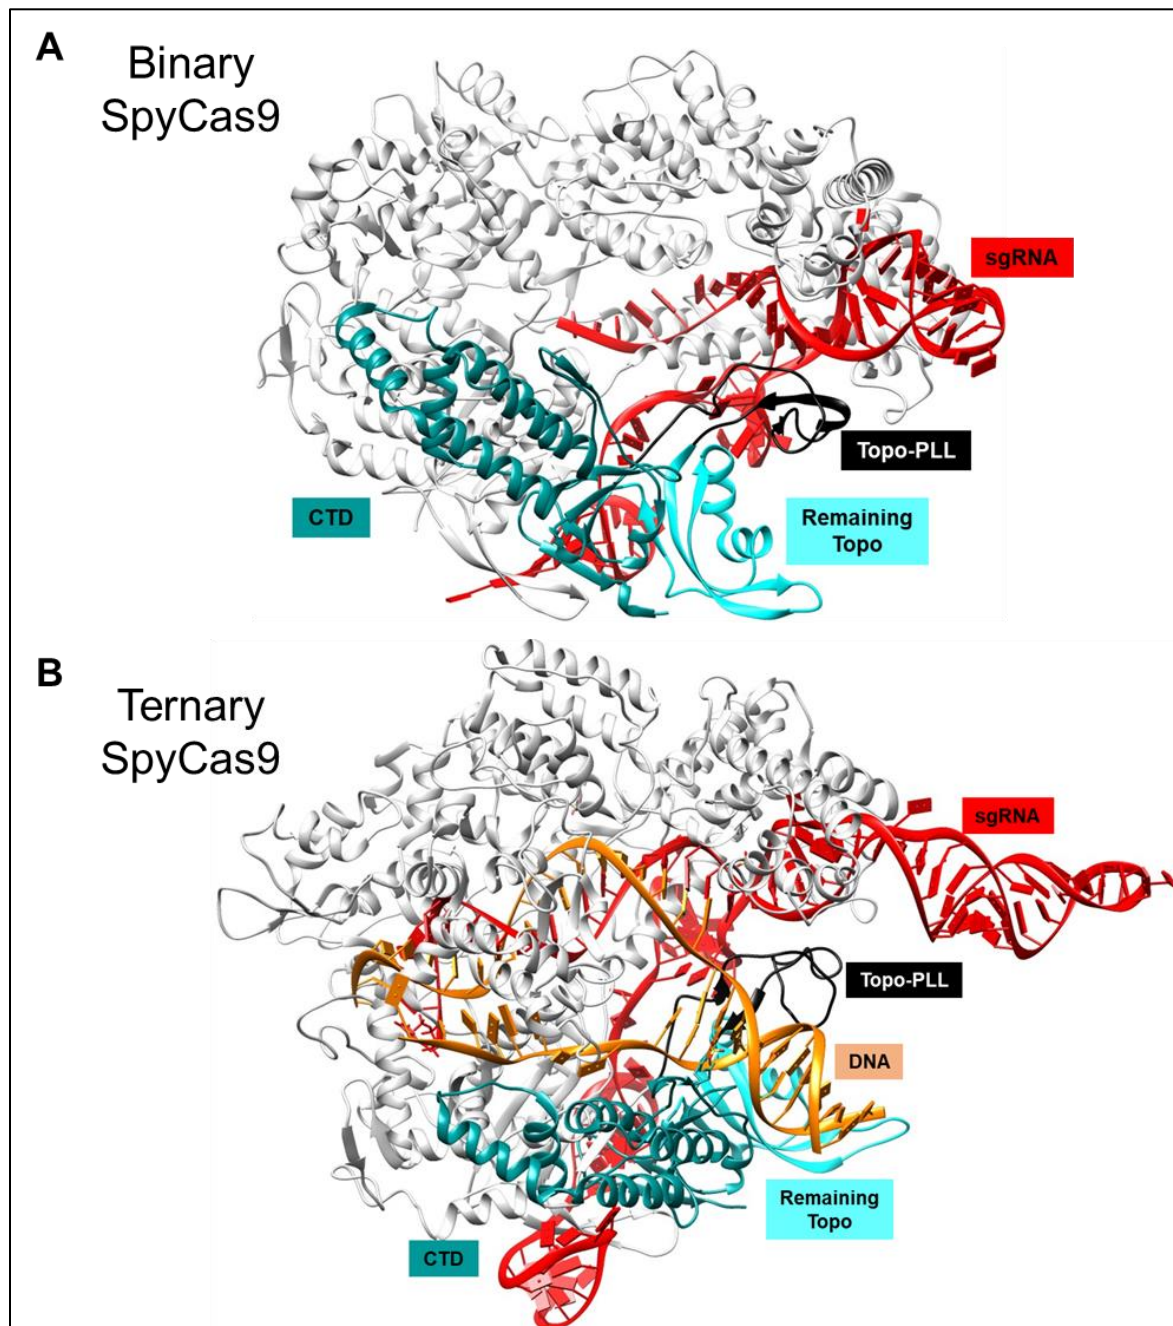 A
Binary
SpyCas9
sgRNA
Topo-PLL
CTD
Remaining
Topo
B
Ternary
SpyCas9
sgRNA
Topo-PLL
DNA
Remaining
Topo
CTD